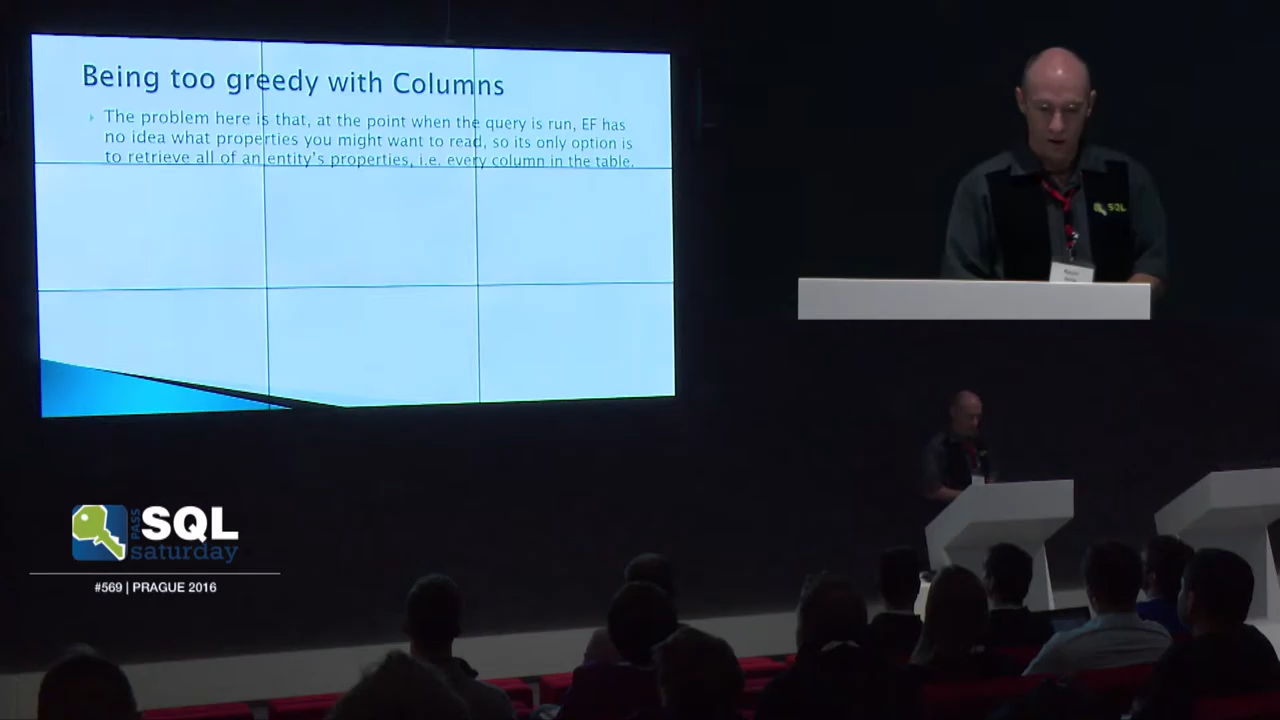 Being too greedy with Columns
The problem here is that, at the point when the query is run, EF has
no idea what properties you might want to read, so its only option is
to retrieve all of an entity's properties, i.e. every column in the table.
SQL
PASS
SQL
saturday
#569 | PRAGUE 2016